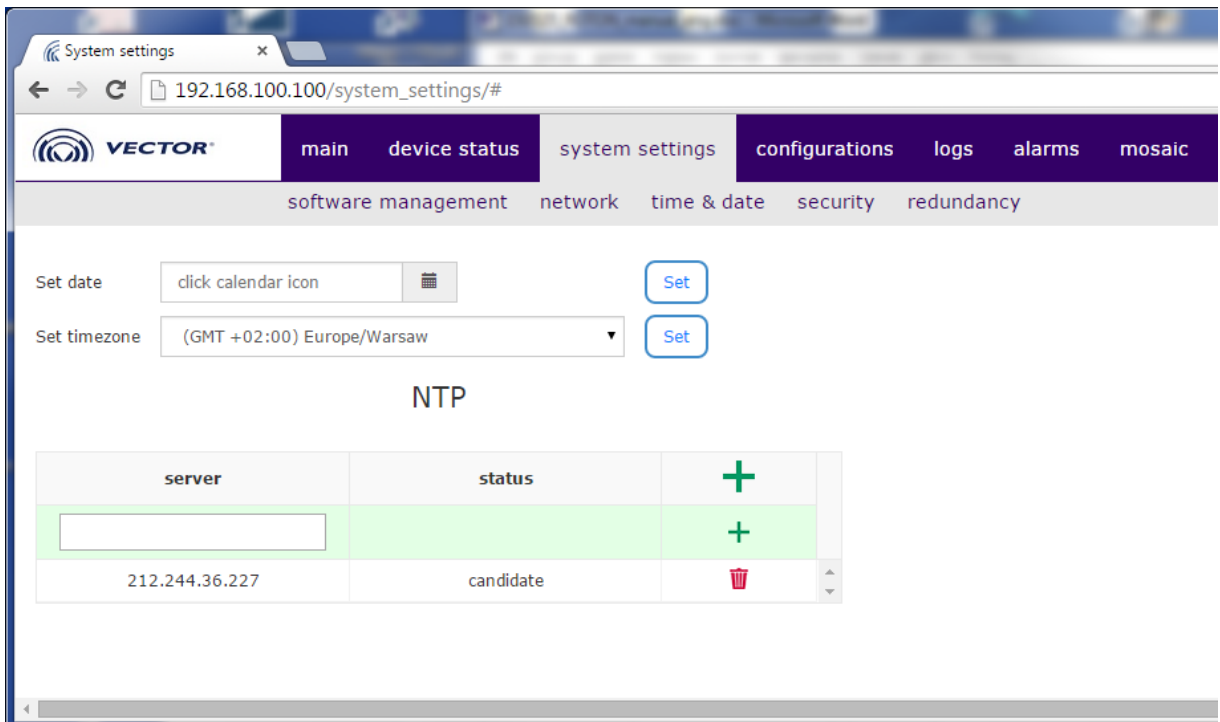 System settings
192.168.100.100/system_settings/#
VECTOR®
main device status system settings configurations logs alarms mosaic
software management network time & date security redundancy
Set date click calendar icon Set
Set timezone (GMT +02:00) Europe/Warsaw Set
NTP
server status
212.244.36.227 candidate